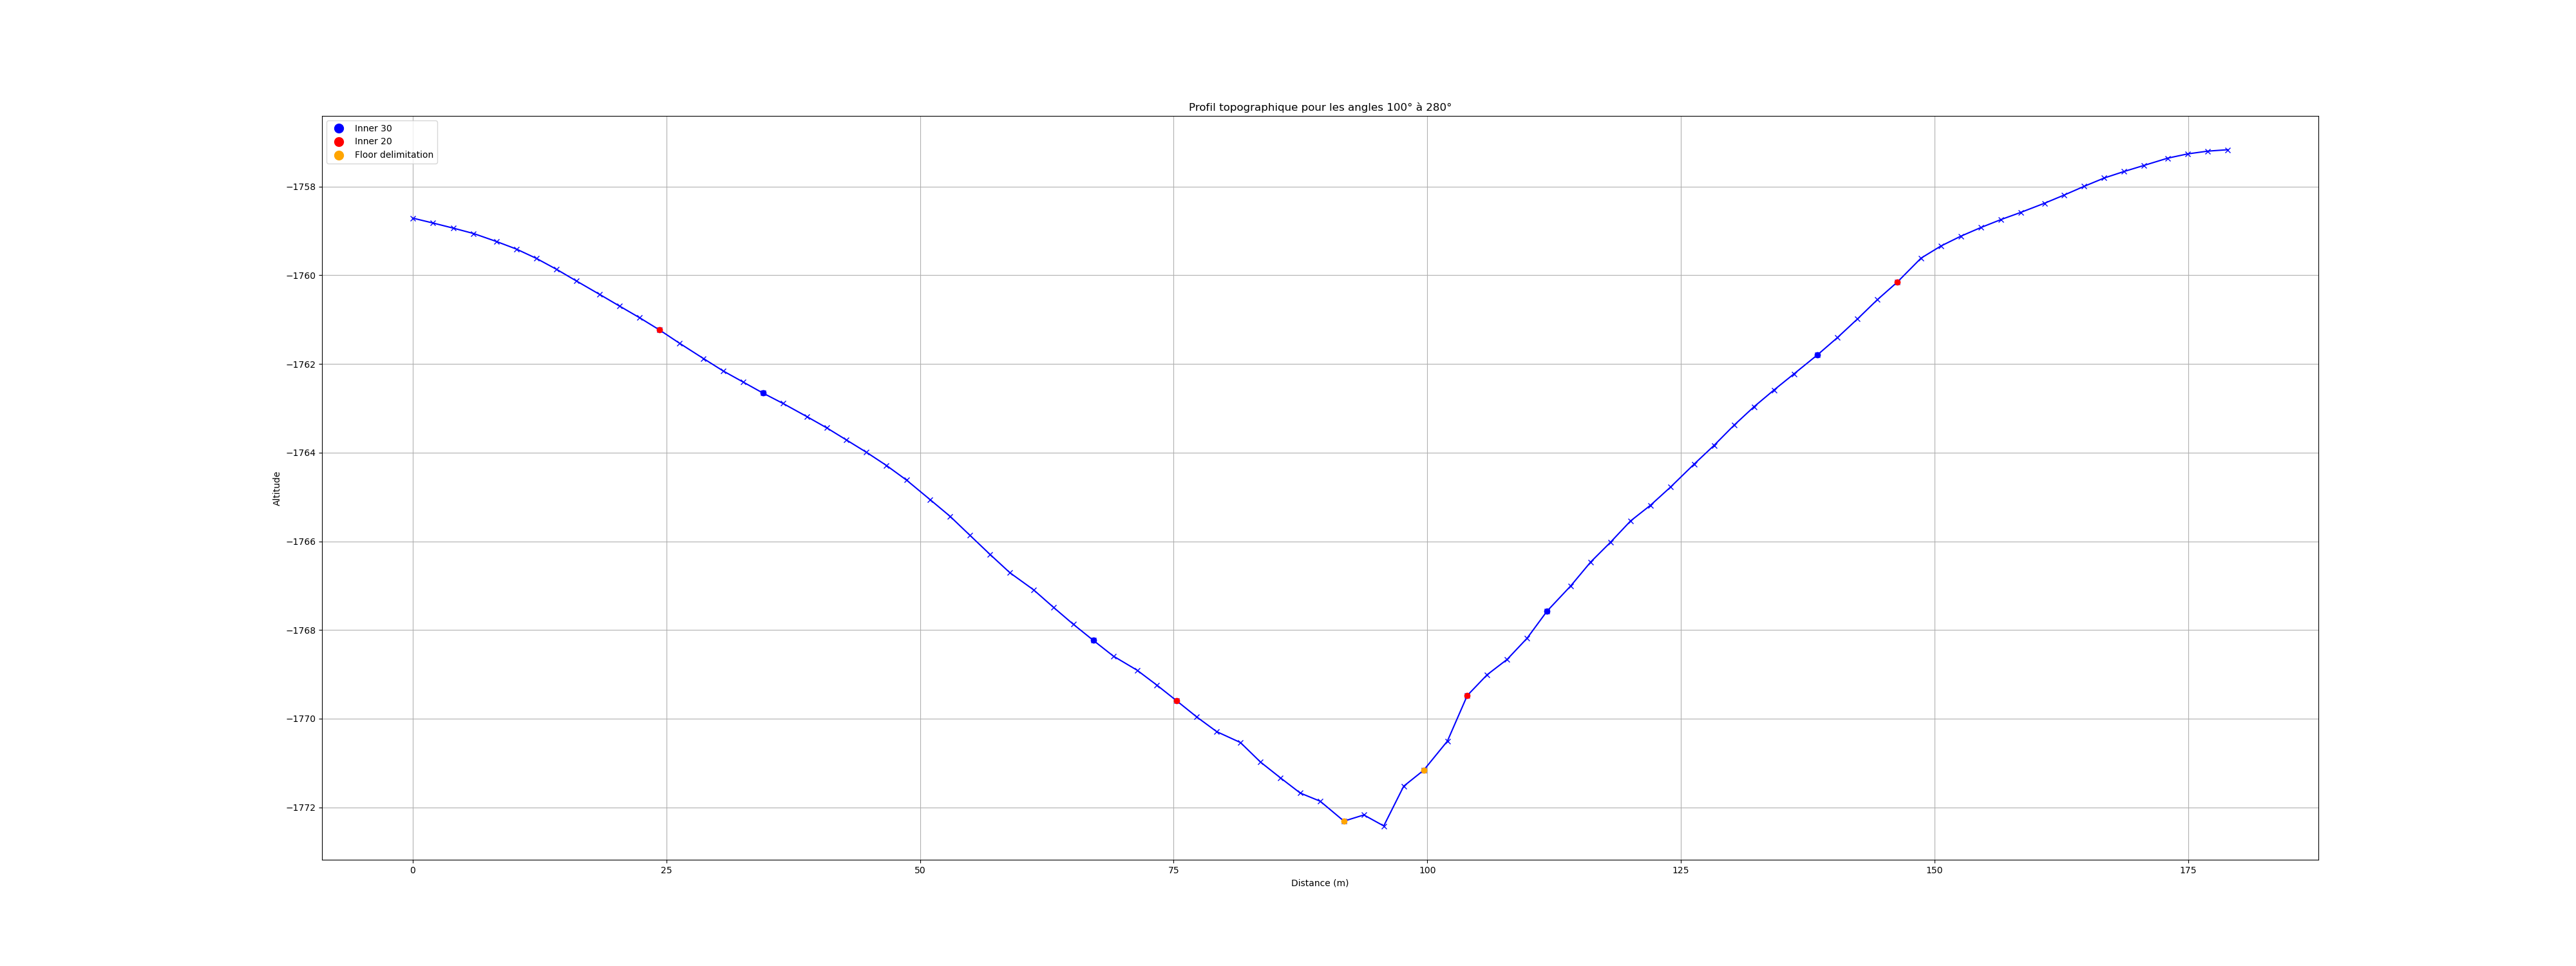 Profil topographique pour les angles 100° à 280°
Inner 30
Inner 20
Floor delimitation
−1758
−1760
−1762
−1764
−1766
−1768
−1770
−1772
Altitude
0 25 50 75 100 125 150 175
Distance (m)